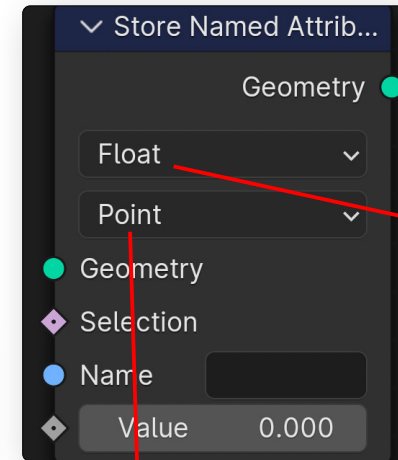 Store Named Attrib...
Geometry
Float
Point
Geometry
Selection
Name
Value 0.000